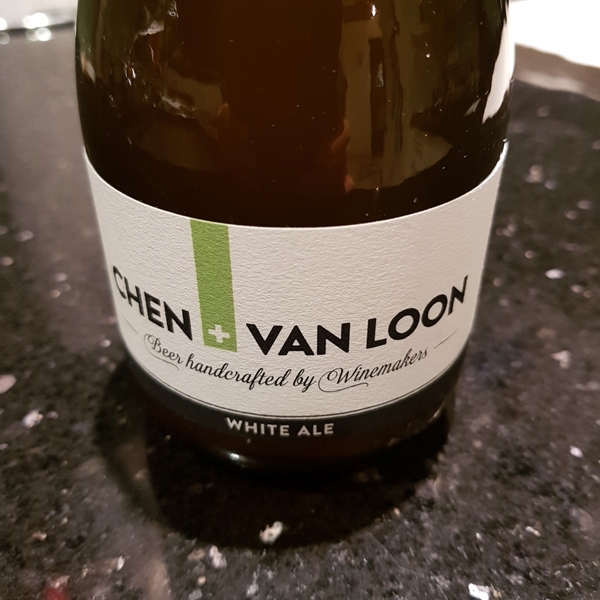 CHEN + VAN LOON
Beer handcrafted by Winemakers
WHITE ALE